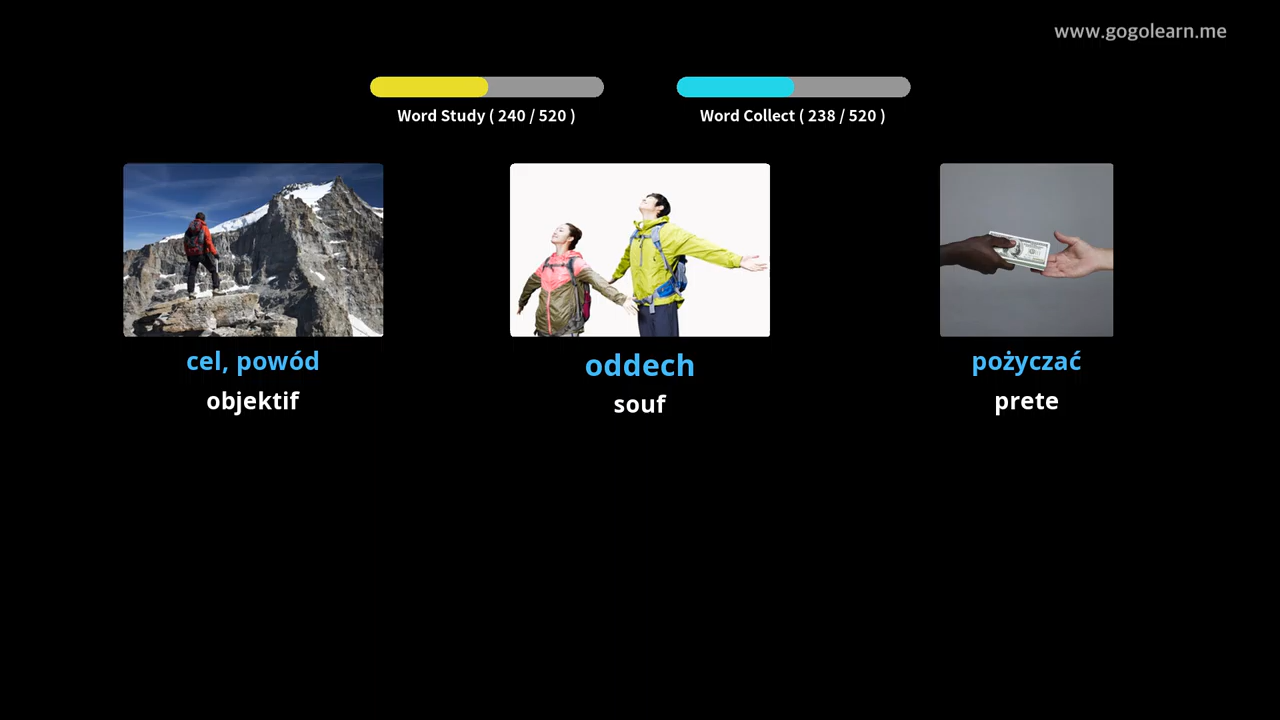 www.gogolearn.me
Word Study ( 240 / 520 )
Word Collect ( 238 / 520 )
cel, powód
oddech
pożyczać
objektif
souf
prete